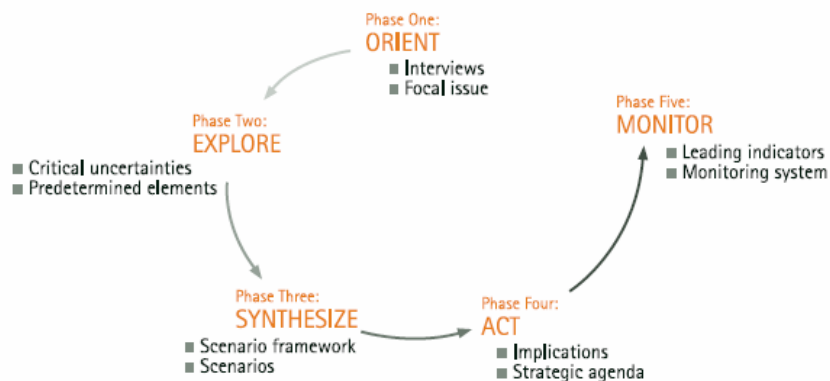 Phase One:
ORIENT
■ Interviews
■ Focal issue
Phase Two:
EXPLORE
■ Critical uncertainties
■ Predetermined elements
Phase Three:
SYNTHESIZE
■ Scenario framework
■ Scenarios
Phase Four:
ACT
■ Implications
■ Strategic agenda
Phase Five:
MONITOR
■ Leading indicators
■ Monitoring system